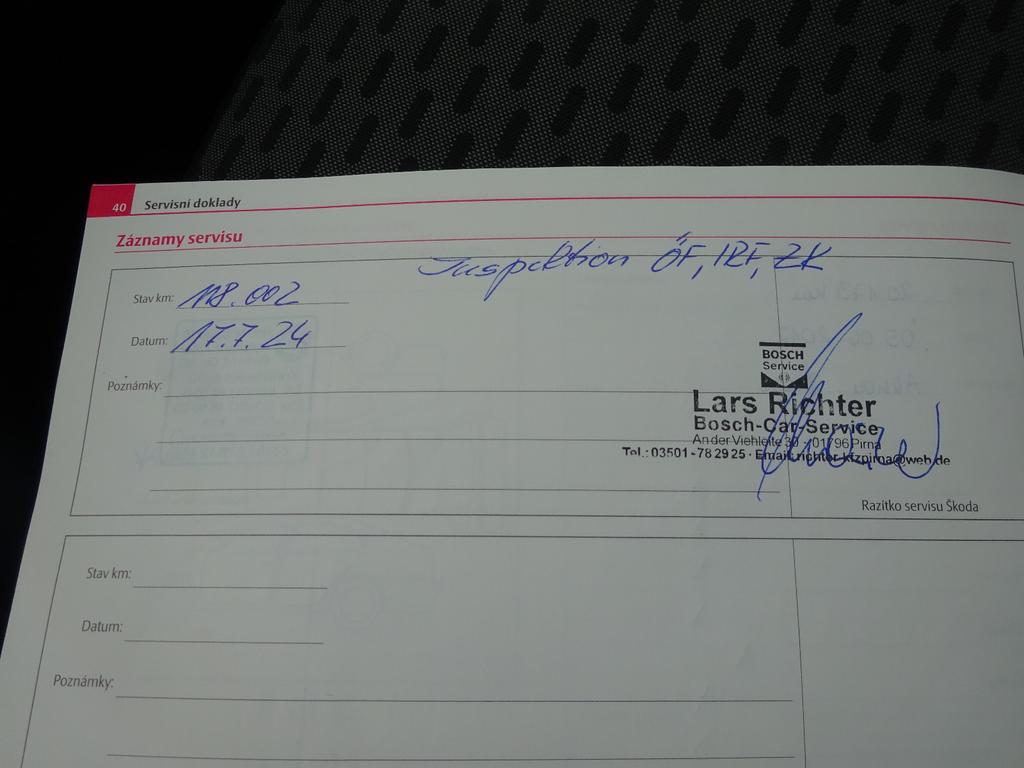 40 Servisní doklady
Záznamy servisu
Inspektion ÖF, IRF, ZK
Stav km: 118.002
Datum: 17.7.24
Poznámky:
BOSCH
Service
Lars Richter
Bosch-Car-Service
An der Viehleite 30 · 01796 Pirna
Tel.: 03501 - 78 29 25 · Email: richter-kfzpirna@web.de
Razítko servisu Škoda
Stav km:
Datum:
Poznámky: